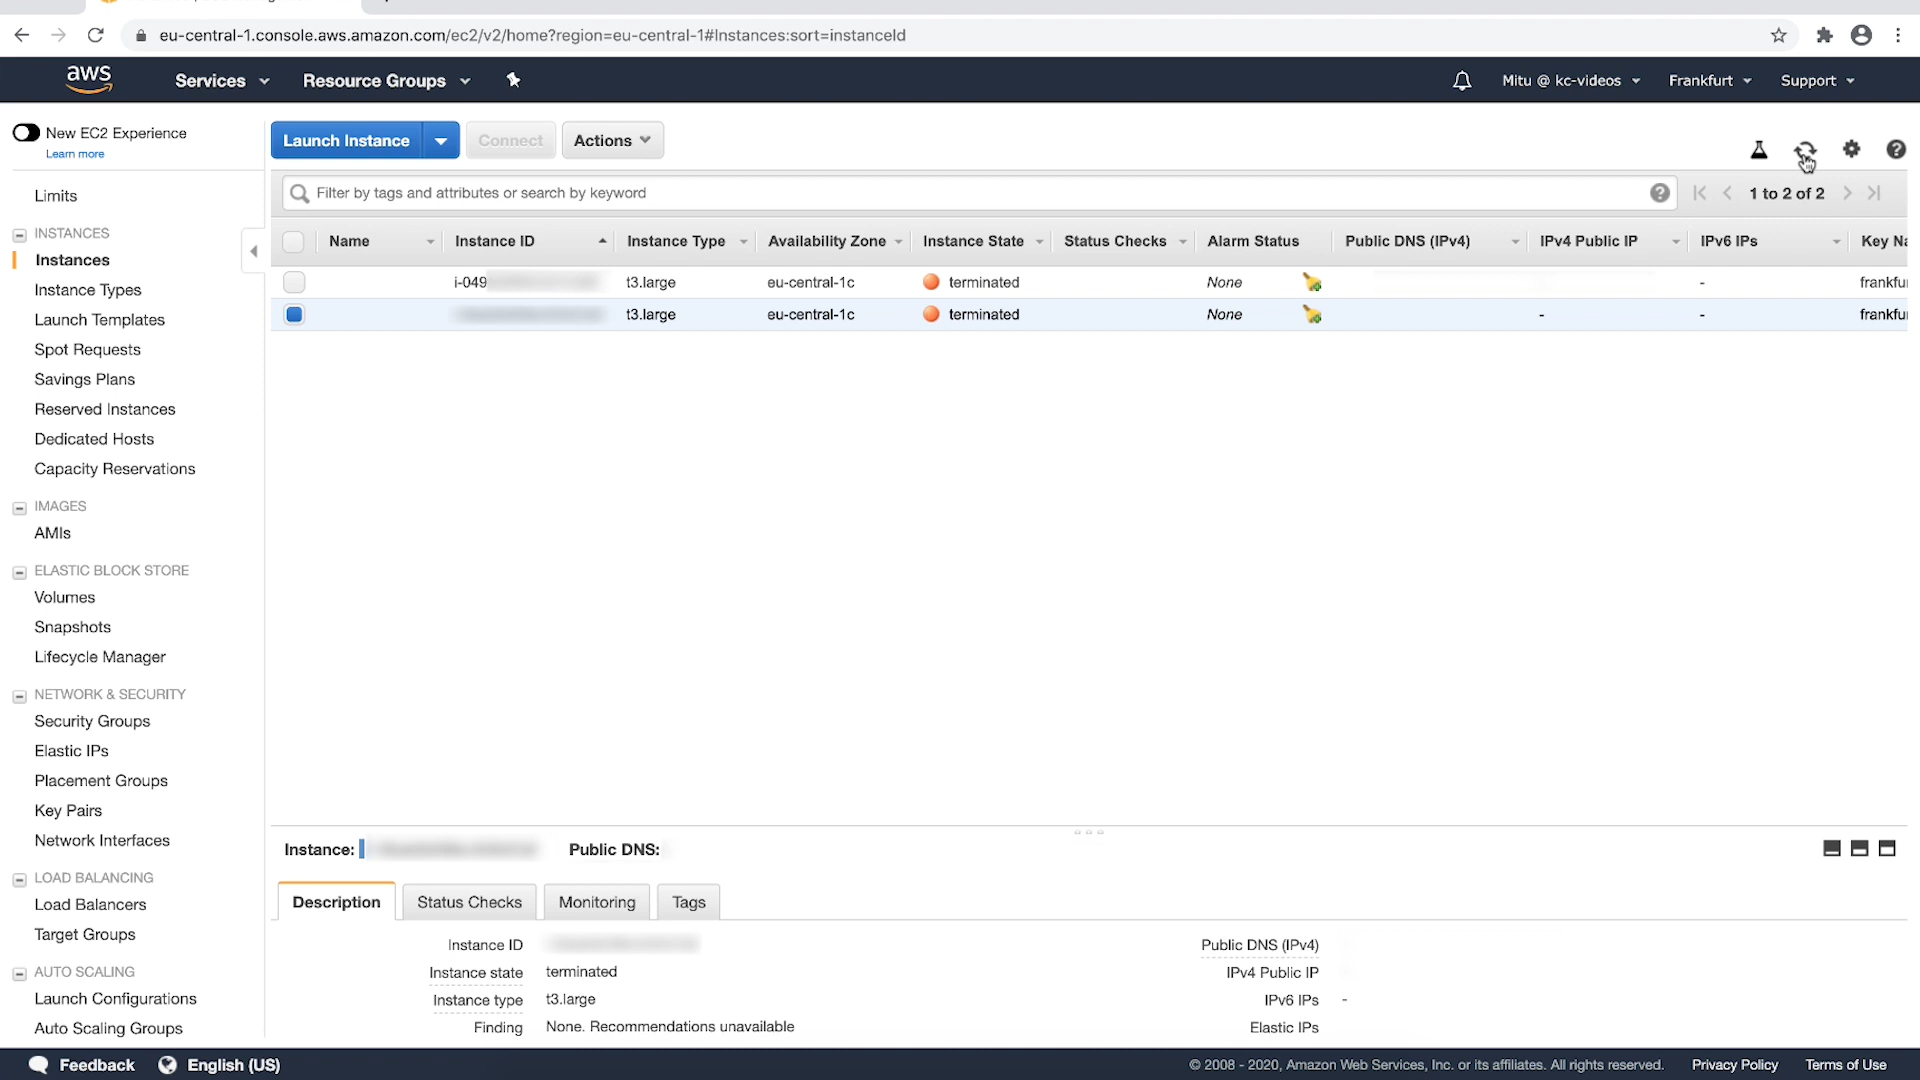 eu-central-1.console.aws.amazon.com/ec2/v2/home?region=eu-central-1#Instances:sort=instanceId
aws Services Resource Groups Mitu @ kc-videos Frankfurt Support
New EC2 Experience
Learn more
Limits
INSTANCES
Instances
Instance Types
Launch Templates
Spot Requests
Savings Plans
Reserved Instances
Dedicated Hosts
Capacity Reservations
IMAGES
AMIs
ELASTIC BLOCK STORE
Volumes
Snapshots
Lifecycle Manager
NETWORK & SECURITY
Security Groups
Elastic IPs
Placement Groups
Key Pairs
Network Interfaces
LOAD BALANCING
Load Balancers
Target Groups
AUTO SCALING
Launch Configurations
Auto Scaling Groups
Launch Instance Connect Actions
Filter by tags and attributes or search by keyword 1 to 2 of 2
Name Instance ID Instance Type Availability Zone Instance State Status Checks Alarm Status Public DNS (IPv4) IPv4 Public IP IPv6 IPs Key Na
i-049 t3.large eu-central-1c terminated None - frankfu
t3.large eu-central-1c terminated None - - frankfu
Instance: Public DNS:
Description Status Checks Monitoring Tags
Instance ID Public DNS (IPv4)
Instance state terminated IPv4 Public IP
Instance type t3.large IPv6 IPs -
Finding None. Recommendations unavailable Elastic IPs
Feedback English (US) © 2008 - 2020, Amazon Web Services, Inc. or its affiliates. All rights reserved. Privacy Policy Terms of Use